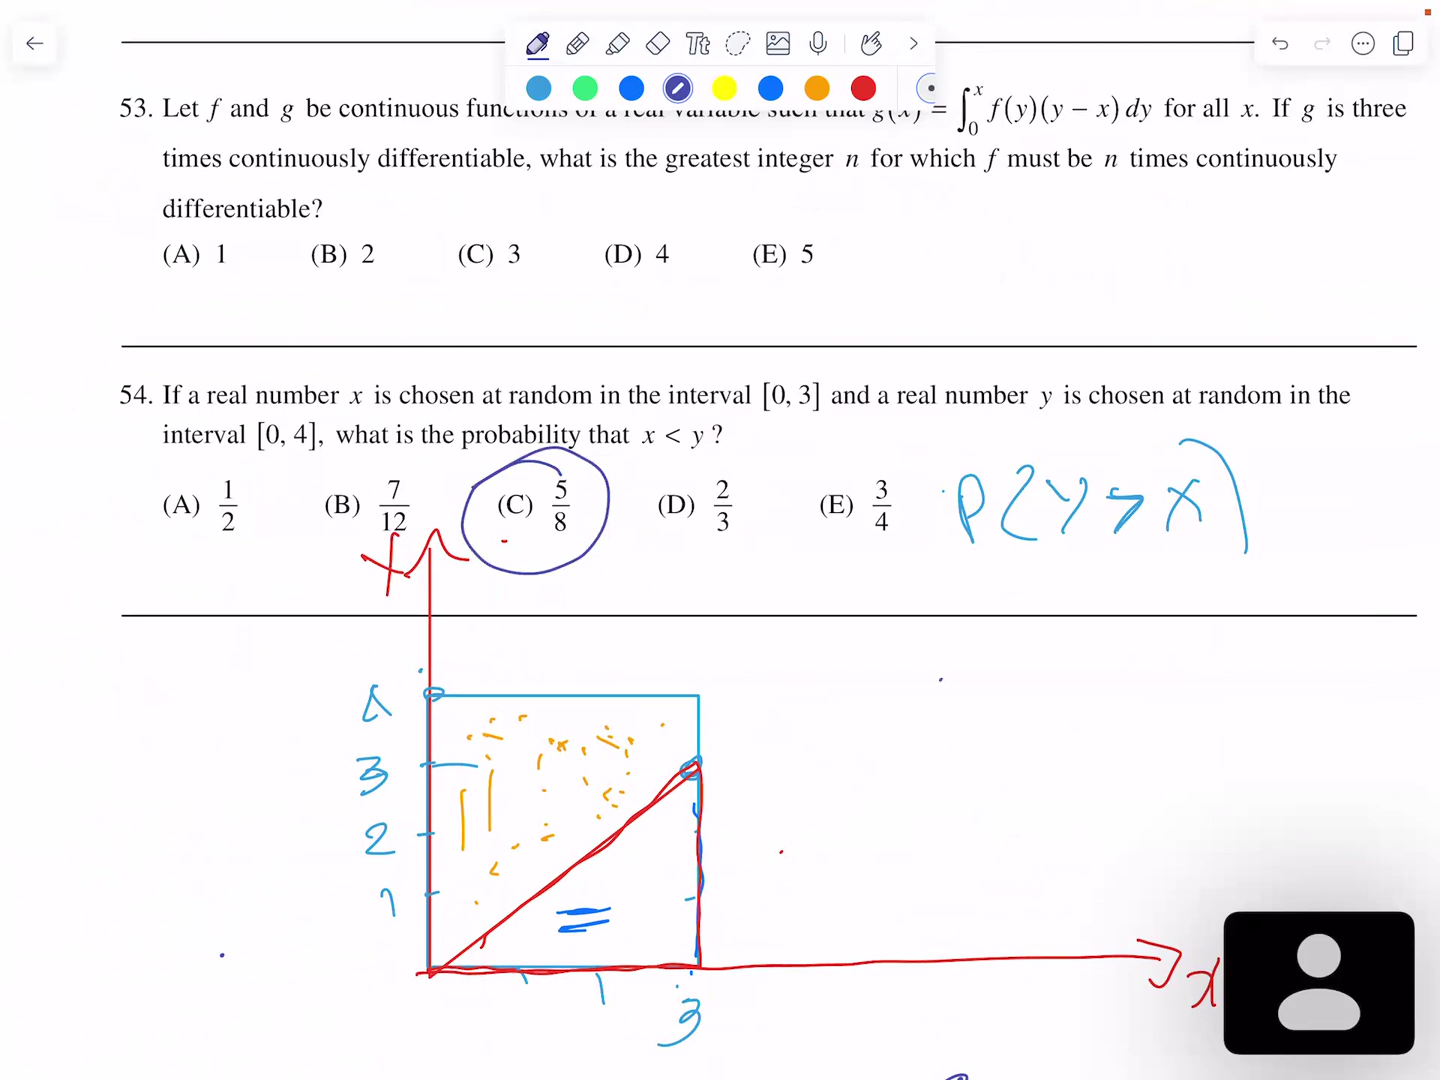 Tt
53. Let f and g be continuous functions of a real variable such that g(x) = ∫₀ˣ f(y)(y − x) dy for all x. If g is three
times continuously differentiable, what is the greatest integer n for which f must be n times continuously
differentiable?
(A) 1 (B) 2 (C) 3 (D) 4 (E) 5
54. If a real number x is chosen at random in the interval [0, 3] and a real number y is chosen at random in the
interval [0, 4], what is the probability that x < y ?
(A) 1/2 (B) 7/12 (C) 5/8 (D) 2/3 (E) 3/4
P(y > x)
4
3
2
1
3
x